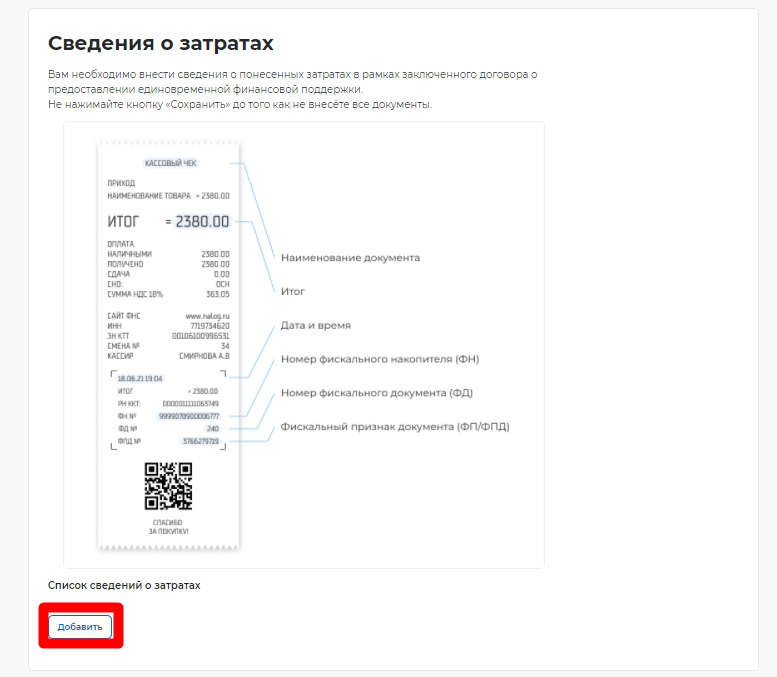 Сведения о затратах
Вам необходимо внести сведения о понесенных затратах в рамках заключенного договора о
предоставлении единовременной финансовой поддержки.
Не нажимайте кнопку «Сохранить» до того как не внесёте все документы.
КАССОВЫЙ ЧЕК
ПРИХОД
НАИМЕНОВАНИЕ ТОВАРА = 2380.00
ИТОГ = 2380.00
ОПЛАТА
НАЛИЧНЫМИ 2380.00
ПОЛУЧЕНО 2380.00
СДАЧА 0.00
СНО: ОСН
СУММА НДС 18% 363.05
САЙТ ФНС www.nalog.ru
ИНН 7719734620
ЗН КТТ 00106100996531
СМЕНА № 34
КАССИР СМИРНОВА А.В
18.06.21 19:04
ИТОГ = 2380.00
РН ККТ: 0000011111063749
ФН № 9999078900006777
ФД № 240
ФПД № 3766279719
СПАСИБО
ЗА ПОКУПКУ!
Наименование документа
Итог
Дата и время
Номер фискального накопителя (ФН)
Номер фискального документа (ФД)
Фискальный признак документа (ФП/ФПД)
Список сведений о затратах
Добавить